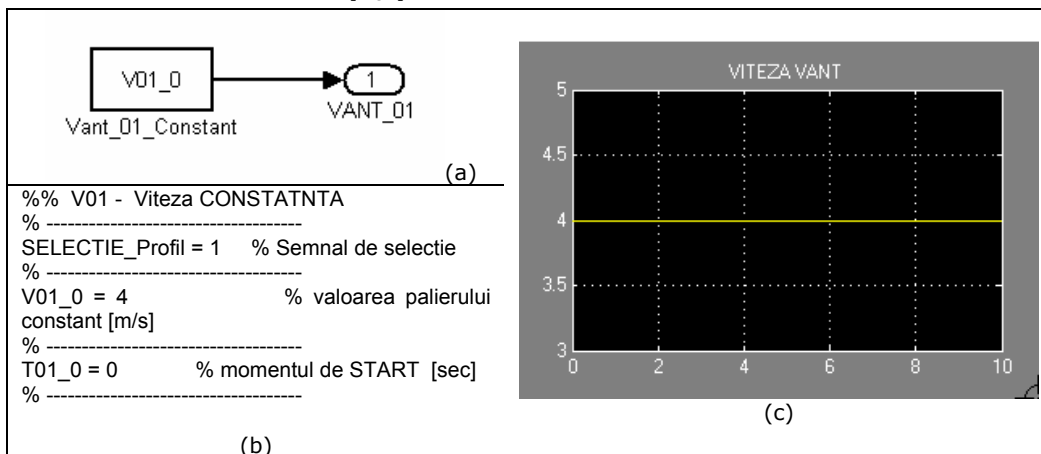 V01_0
1
Vant_01_Constant
VANT_01
(a)
%% V01 - Viteza CONSTATNTA
% ------------------------------------
SELECTIE_Profil = 1 % Semnal de selectie
% ------------------------------------
V01_0 = 4 % valoarea palierului
constant [m/s]
% ------------------------------------
T01_0 = 0 % momentul de START [sec]
% ------------------------------------
(b)
VITEZA VANT
5
4.5
4
3.5
3
0 2 4 6 8 10
(c)